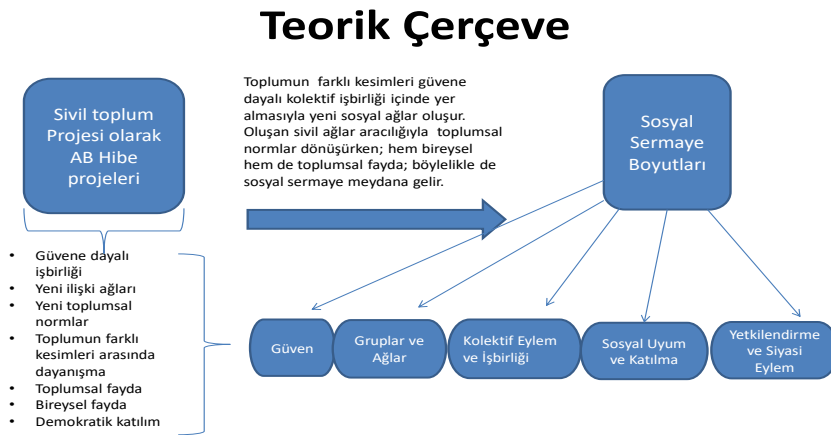 Teorik Çerçeve
Sivil toplum
Projesi olarak
AB Hibe
projeleri
Toplumun farklı kesimleri güvene
dayalı kolektif işbirliği içinde yer
almasıyla yeni sosyal ağlar oluşur.
Oluşan sivil ağlar aracılığıyla toplumsal
normlar dönüşürken; hem bireysel
hem de toplumsal fayda; böylelikle de
sosyal sermaye meydana gelir.
Sosyal
Sermaye
Boyutları
• Güvene dayalı
işbirliği
• Yeni ilişki ağları
• Yeni toplumsal
normlar
• Toplumun farklı
kesimleri arasında
dayanışma
• Toplumsal fayda
• Bireysel fayda
• Demokratik katılım
Güven
Gruplar ve
Ağlar
Kolektif Eylem
ve İşbirliği
Sosyal Uyum
ve Katılma
Yetkilendirme
ve Siyasi
Eylem